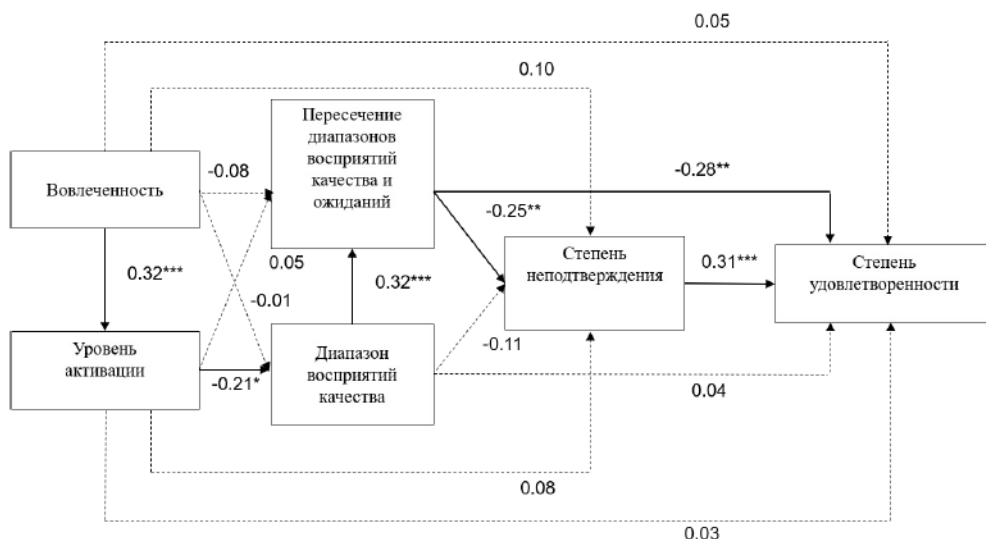 0.05
0.10
Пересечение
диапазонов
восприятий
качества и
ожиданий
-0.08
Вовлеченность
-0.28**
-0.25**
0.05
Степень
неподтверждения
0.31***
Степень
удовлетворенности
0.32***
-0.01
0.32***
Уровень
активации
Диапазон
восприятий
качества
-0.11
-0.21*
0.04
0.08
0.03